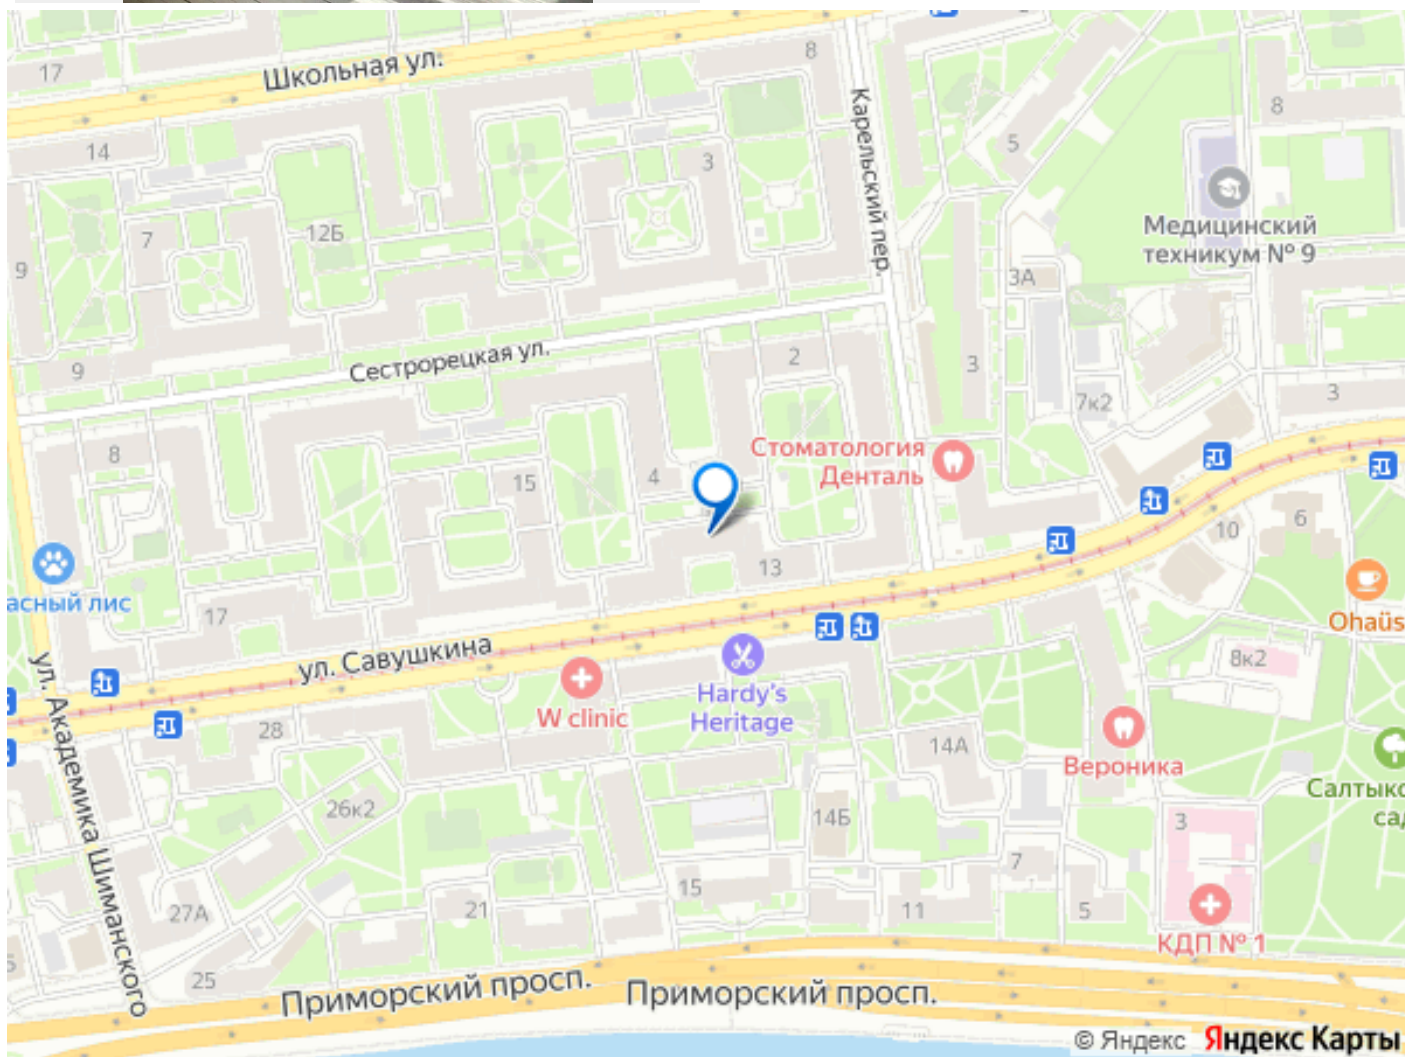 17
Школьная ул.
8
8
14
Карельский пер.
5
3
Медицинский
техникум № 9
7
12Б
9
3А
9
Сестрорецкая ул.
2
3
7к2
3
8
Стоматология
Денталь
15
4
10
6
13
асный лис
Ohaüs
17
ул. Савушкина
8к2
W clinic
Hardy's
Heritage
28
14А
Вероника
ул. Академика Шиманского
Салтыко
сад
26к2
14Б
3
7
15
27А
21
11
5
КДП № 1
25
Приморский просп.
Приморский просп.
© Яндекс Яндекс Карты